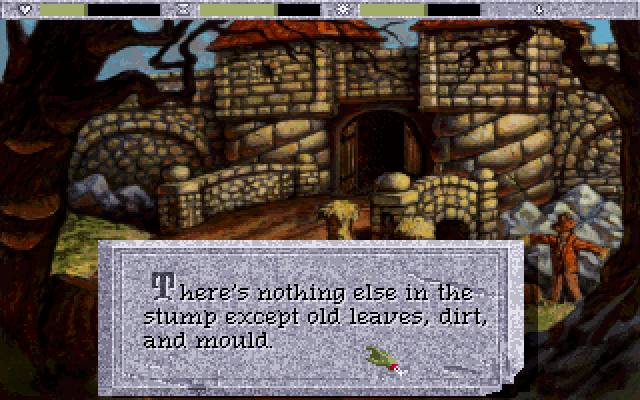 There's nothing else in the
stump except old leaves, dirt,
and mould.